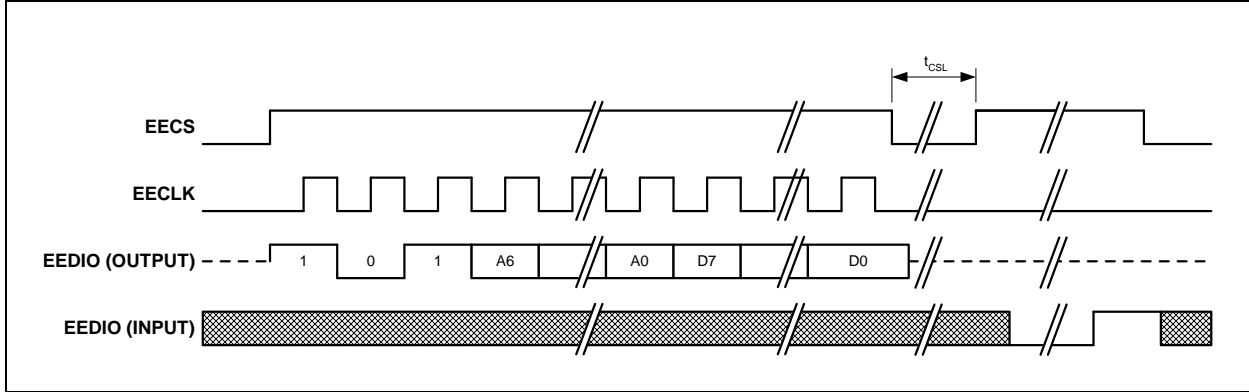 tCSL
EECS
EECLK
EEDIO (OUTPUT) 1 0 1 A6 A0 D7 D0
EEDIO (INPUT)